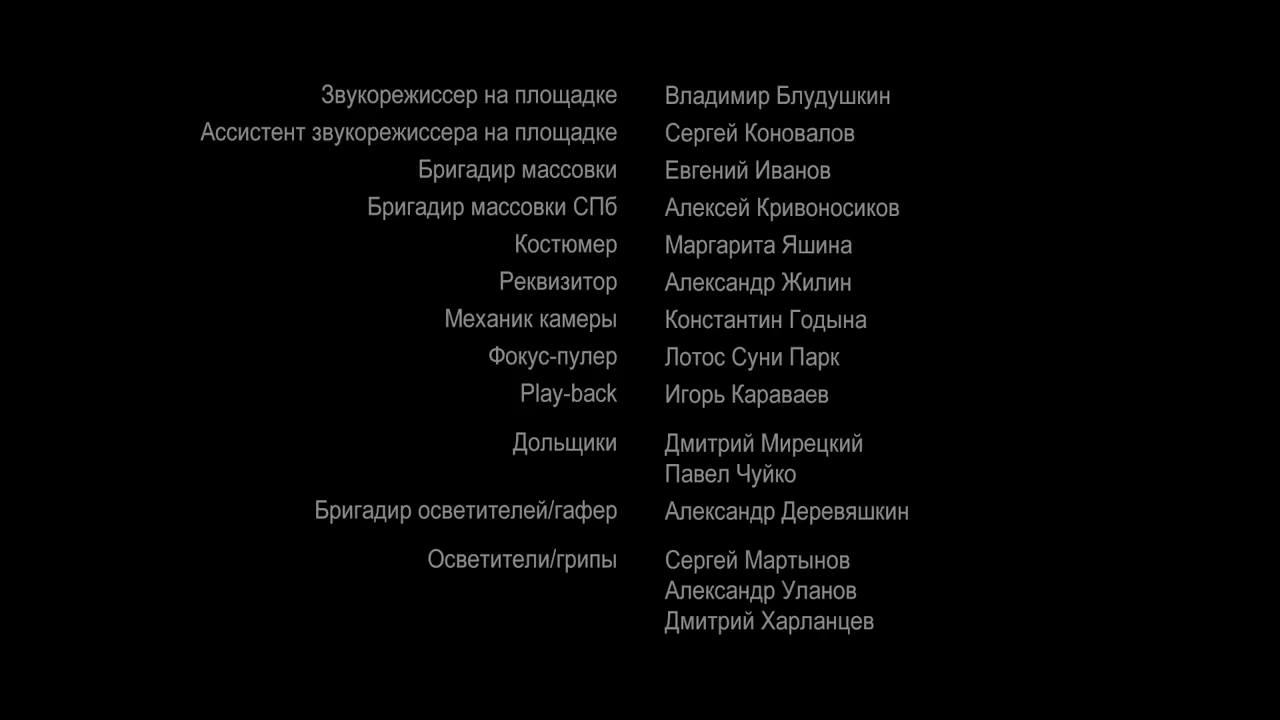 Звукорежиссер на площадке Владимир Блудушкин
Ассистент звукорежиссера на площадке Сергей Коновалов
Бригадир массовки Евгений Иванов
Бригадир массовки СПб Алексей Кривоносиков
Костюмер Маргарита Яшина
Реквизитор Александр Жилин
Механик камеры Константин Годына
Фокус-пулер Лотос Суни Парк
Play-back Игорь Караваев
Дольщики Дмитрий Мирецкий
Павел Чуйко
Бригадир осветителей/гафер Александр Деревяшкин
Осветители/грипы Сергей Мартынов
Александр Уланов
Дмитрий Харланцев